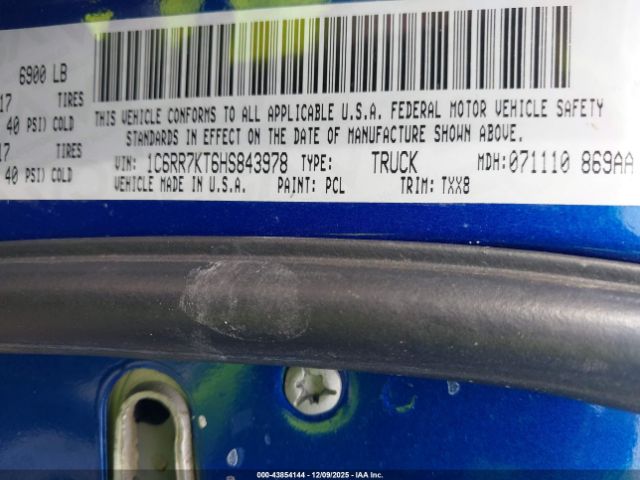 6900 LB
17 TIRES
40 PSI) COLD
17 TIRES
40 PSI) COLD
THIS VEHICLE CONFORMS TO ALL APPLICABLE U.S.A. FEDERAL MOTOR VEHICLE SAFETY
STANDARDS IN EFFECT ON THE DATE OF MANUFACTURE SHOWN ABOVE.
VIN: 1C6RR7KT6HS843978 TYPE: TRUCK MDH: 071110 869AA
VEHICLE MADE IN U.S.A. PAINT: PCL TRIM: TXX8
000-43854144 - 12/09/2025 - IAA Inc.